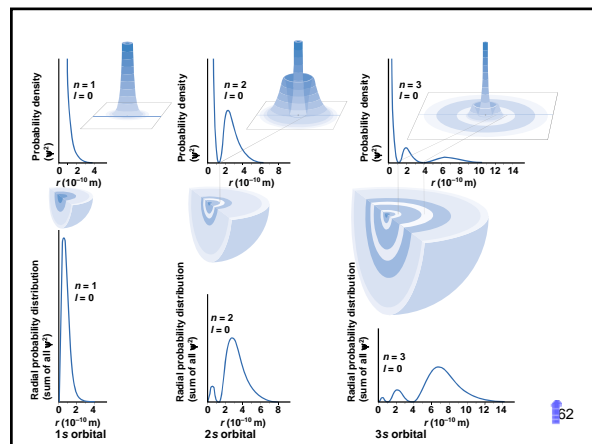 Probability density
(ψ²)
n = 1
l = 0
0 2 4
r (10⁻¹⁰ m)
Probability density
(ψ²)
n = 2
l = 0
0 2 4 6 8
r (10⁻¹⁰ m)
Probability density
(ψ²)
n = 3
l = 0
0 2 4 6 8 10 12 14
r (10⁻¹⁰ m)
Radial probability distribution
(sum of all ψ²)
n = 1
l = 0
0 2 4
r (10⁻¹⁰ m)
1s orbital
Radial probability distribution
(sum of all ψ²)
n = 2
l = 0
0 2 4 6 8
r (10⁻¹⁰ m)
2s orbital
Radial probability distribution
(sum of all ψ²)
n = 3
l = 0
0 2 4 6 8 10 12 14
r (10⁻¹⁰ m)
3s orbital
62